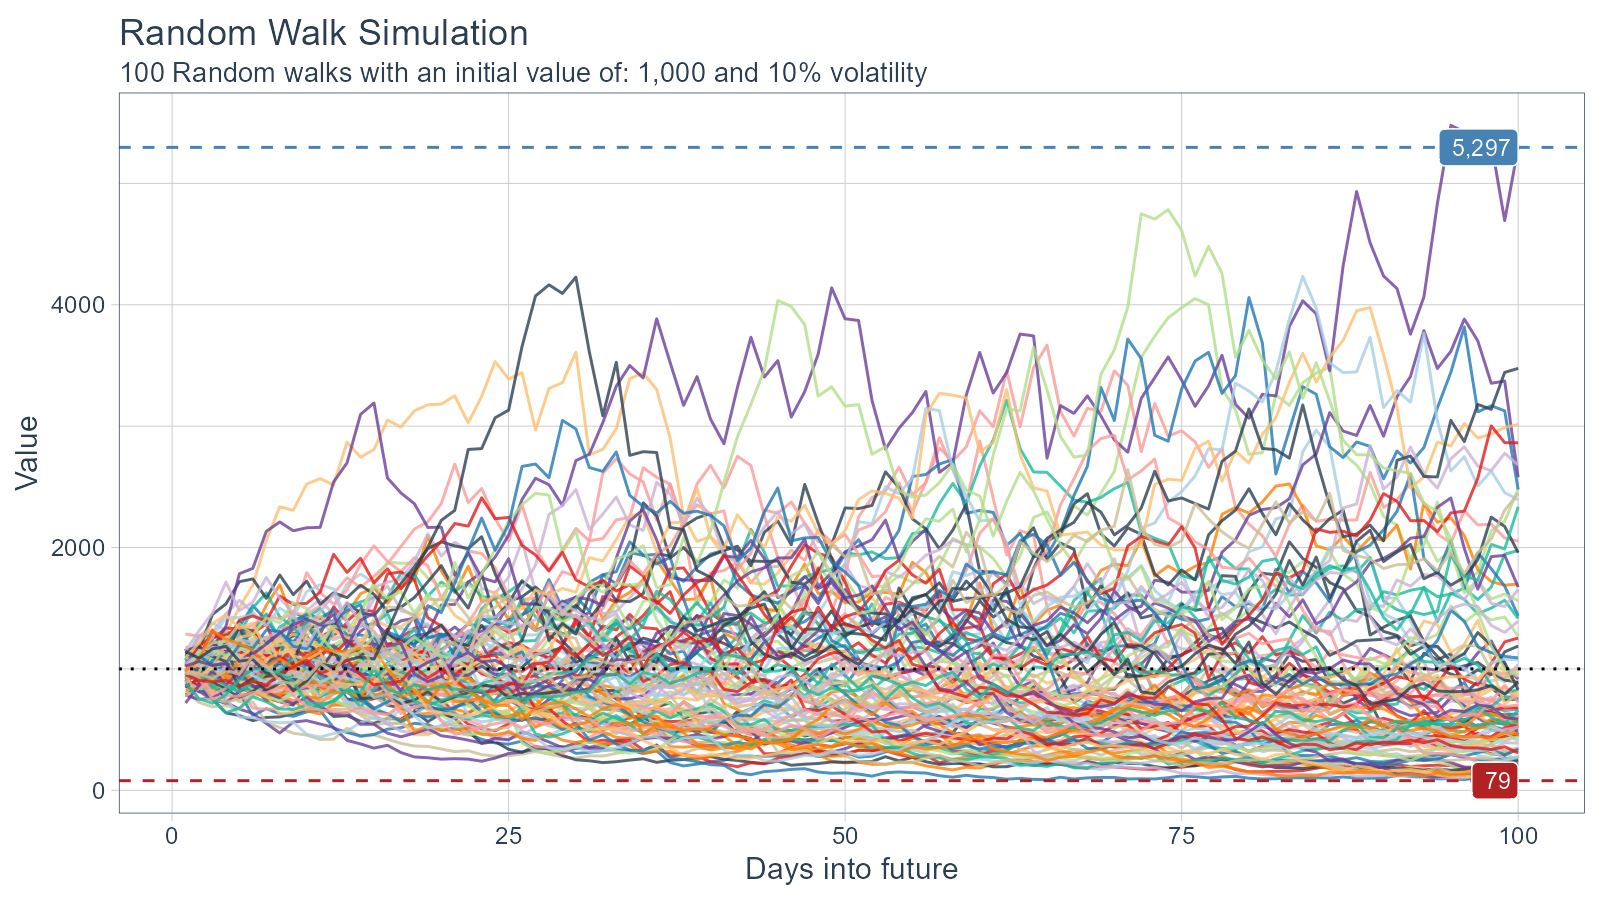 Random Walk Simulation
100 Random walks with an initial value of: 1,000 and 10% volatility
5,297
4000
Value
2000
0
79
0 25 50 75 100
Days into future